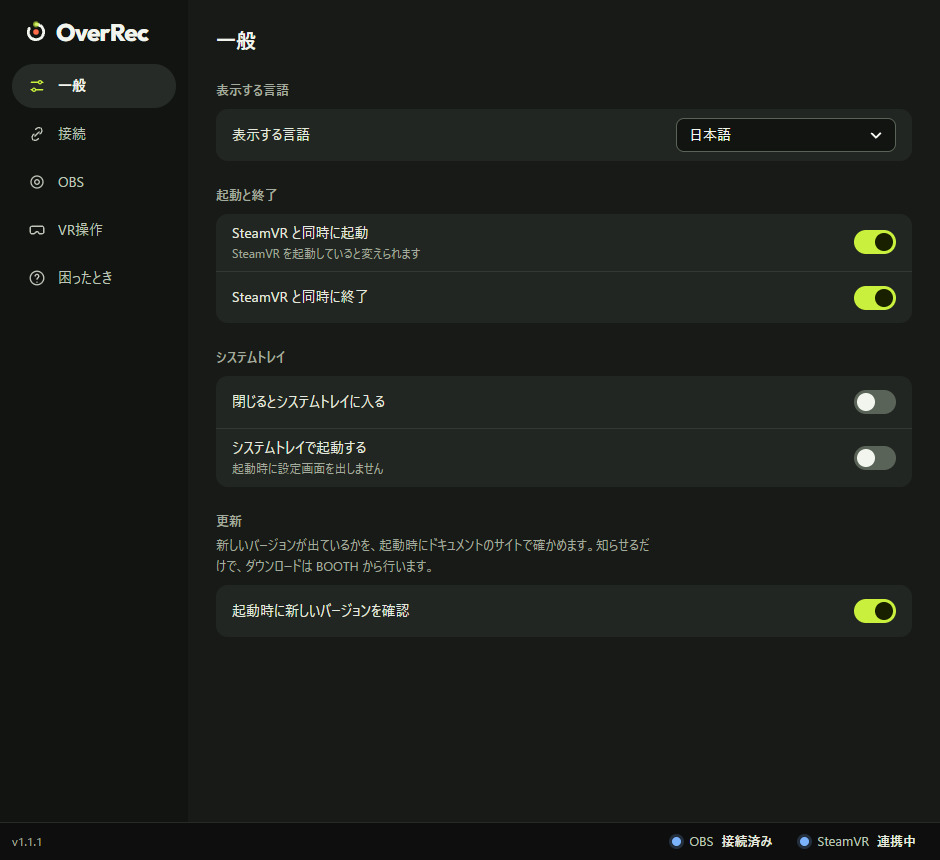 OverRec
一般
接続
OBS
VR操作
困ったとき
一般
表示する言語
表示する言語
日本語
起動と終了
SteamVR と同時に起動
SteamVR を起動していると変えられます
SteamVR と同時に終了
システムトレイ
閉じるとシステムトレイに入る
システムトレイで起動する
起動時に設定画面を出しません
更新
新しいバージョンが出ているかを、起動時にドキュメントのサイトで確かめます。知らせるだ
けで、ダウンロードは BOOTH から行います。
起動時に新しいバージョンを確認
v1.1.1
OBS 接続済み
SteamVR 連携中